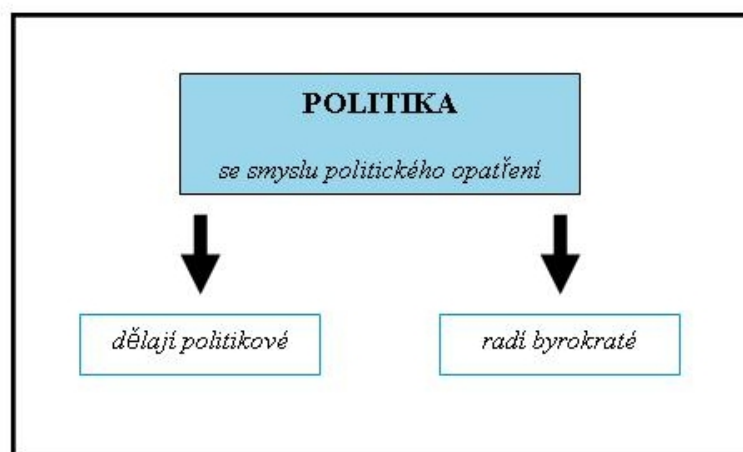 POLITIKA
se smyslu politického opatření
dělají politikové
radí byrokraté